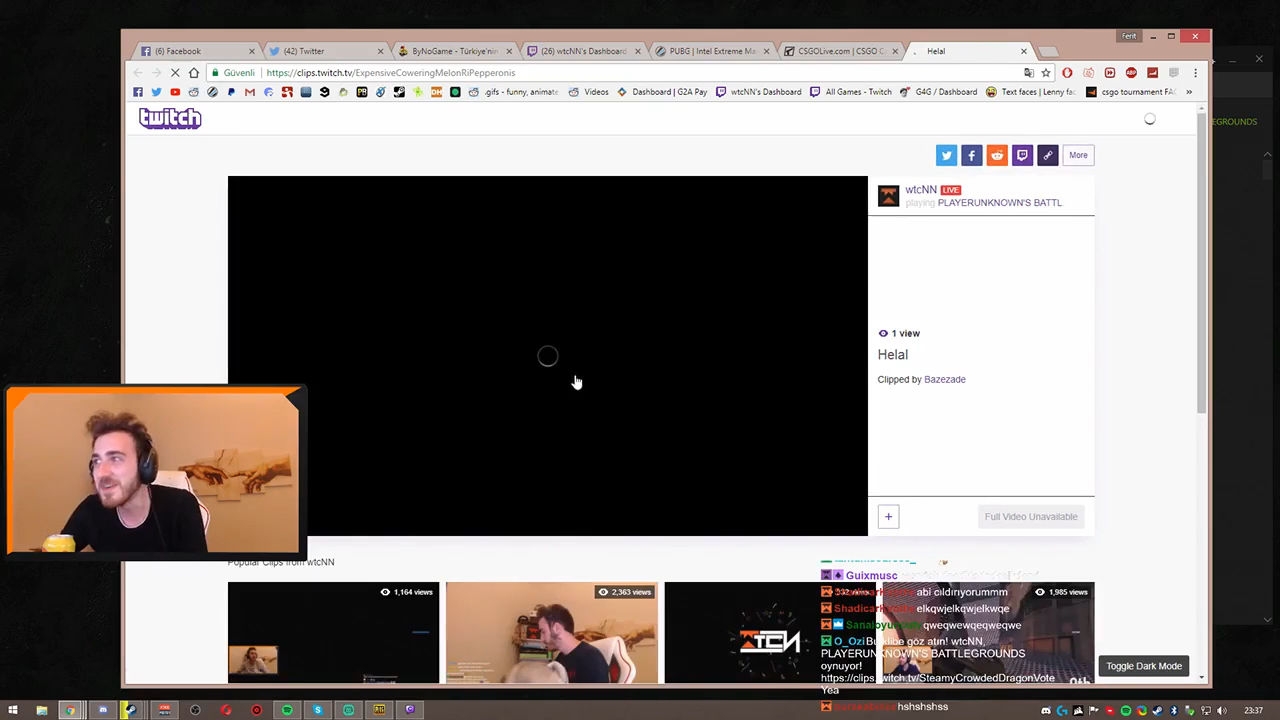 Ferit
(6) Facebook
(42) Twitter
ByNoGame - Türkiye'nin
(26) wtcNN's Dashboard
PUBG | Intel Extreme Ma
CSGOLive.com | CSGO C
Helal
Güvenli
https://clips.twitch.tv/ExpensiveCoweringMelonRiPepperonis
.gifs - funny, animate
Videos
Dashboard | G2A Pay
wtcNN's Dashboard
All Games - Twitch
G4G / Dashboard
Text faces | Lenny fac
csgo tournament FA
»
twitch
More
wtcNN LIVE
playing PLAYERUNKNOWN'S BATTL
1 view
Helal
Clipped by Bazezade
+
Full Video Unavailable
Popular Clips from wtcNN
1,164 views
2,363 views
1,985 views
WTCN
Guixmusc
abi cıldırıyorummm
elkqwjelkqwjelkwqe
qweqwewqeqweqwe
O_Ozi
göz atın! wtcNN,
PLAYERUNKNOWN'S BATTLEGROUNDS
oynuyor!
https://clips.twitch.tv/SteamyCrowdedDragonVote
Yea
hshshshss
Toggle Dark Mode
EGROUNDS
23:37